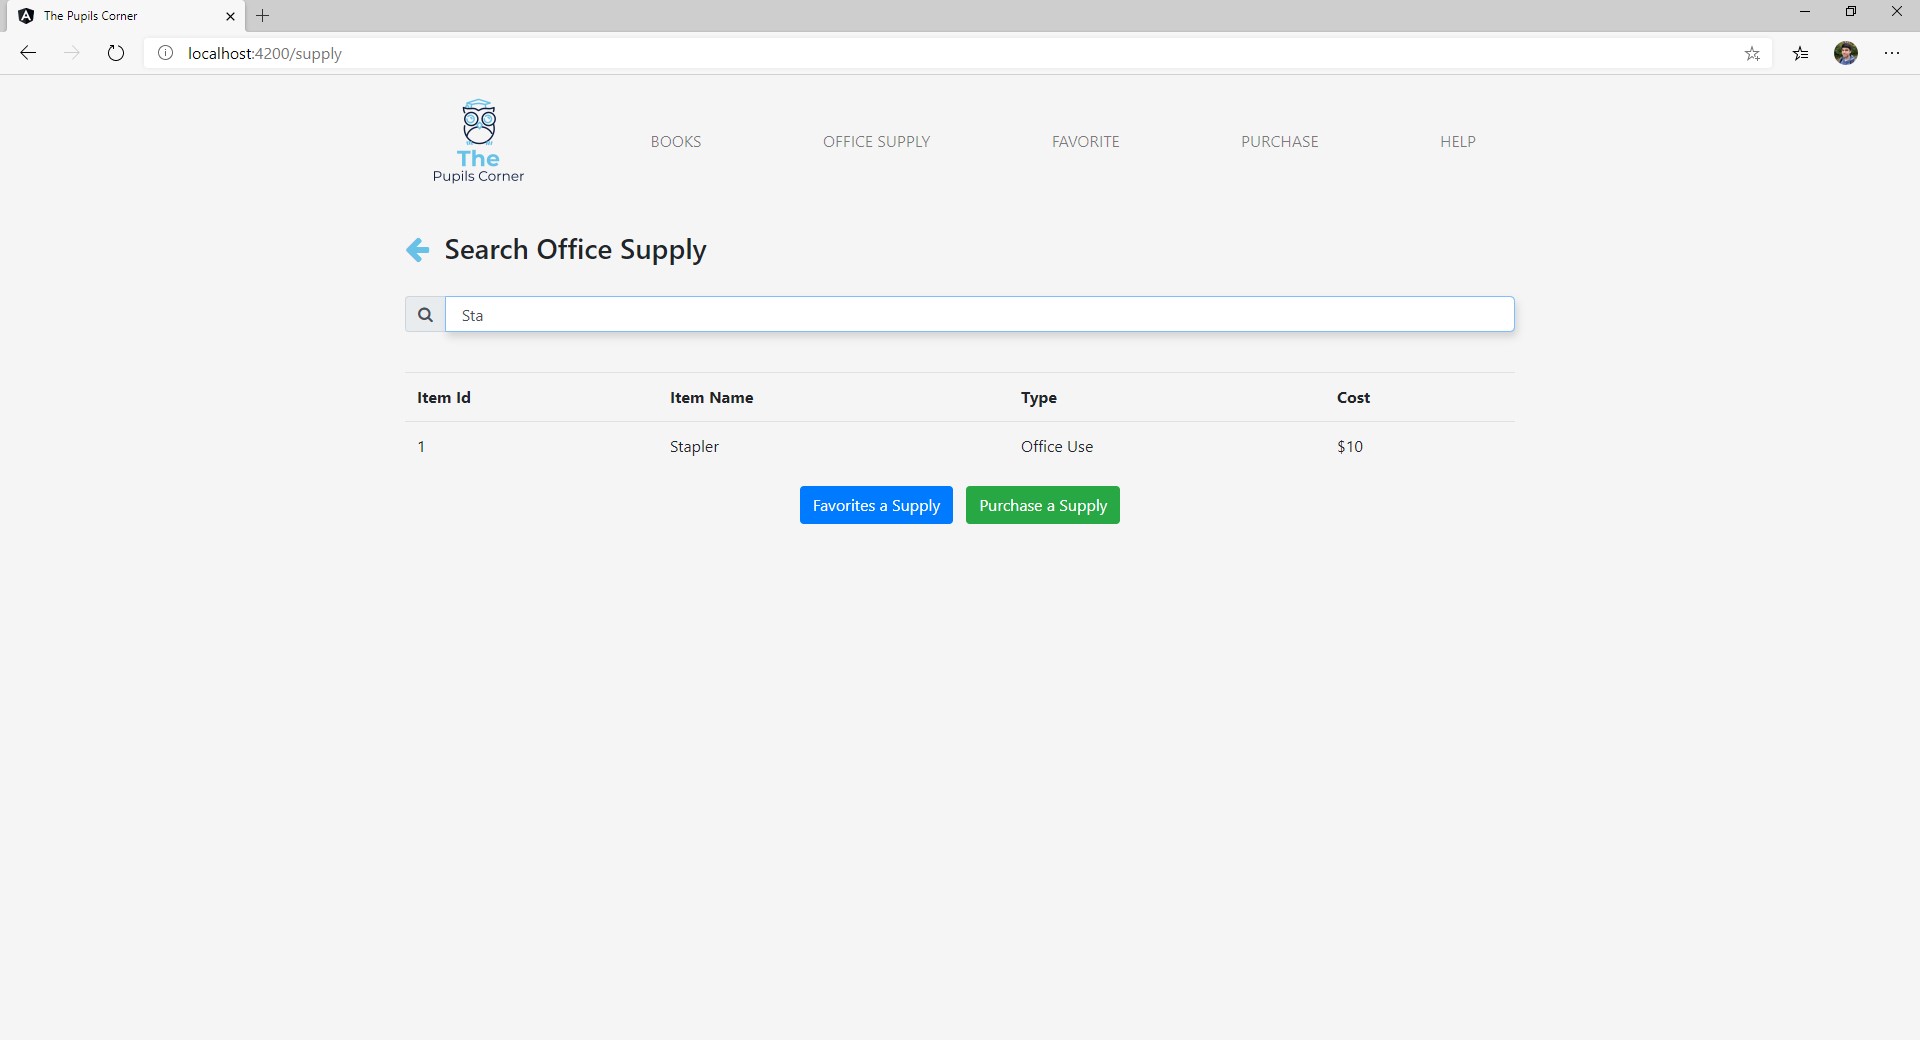 The Pupils Corner
localhost:4200/supply
The
Pupils Corner
BOOKS OFFICE SUPPLY FAVORITE PURCHASE HELP
Search Office Supply
Sta
Item Id Item Name Type Cost
1 Stapler Office Use $10
Favorites a Supply Purchase a Supply